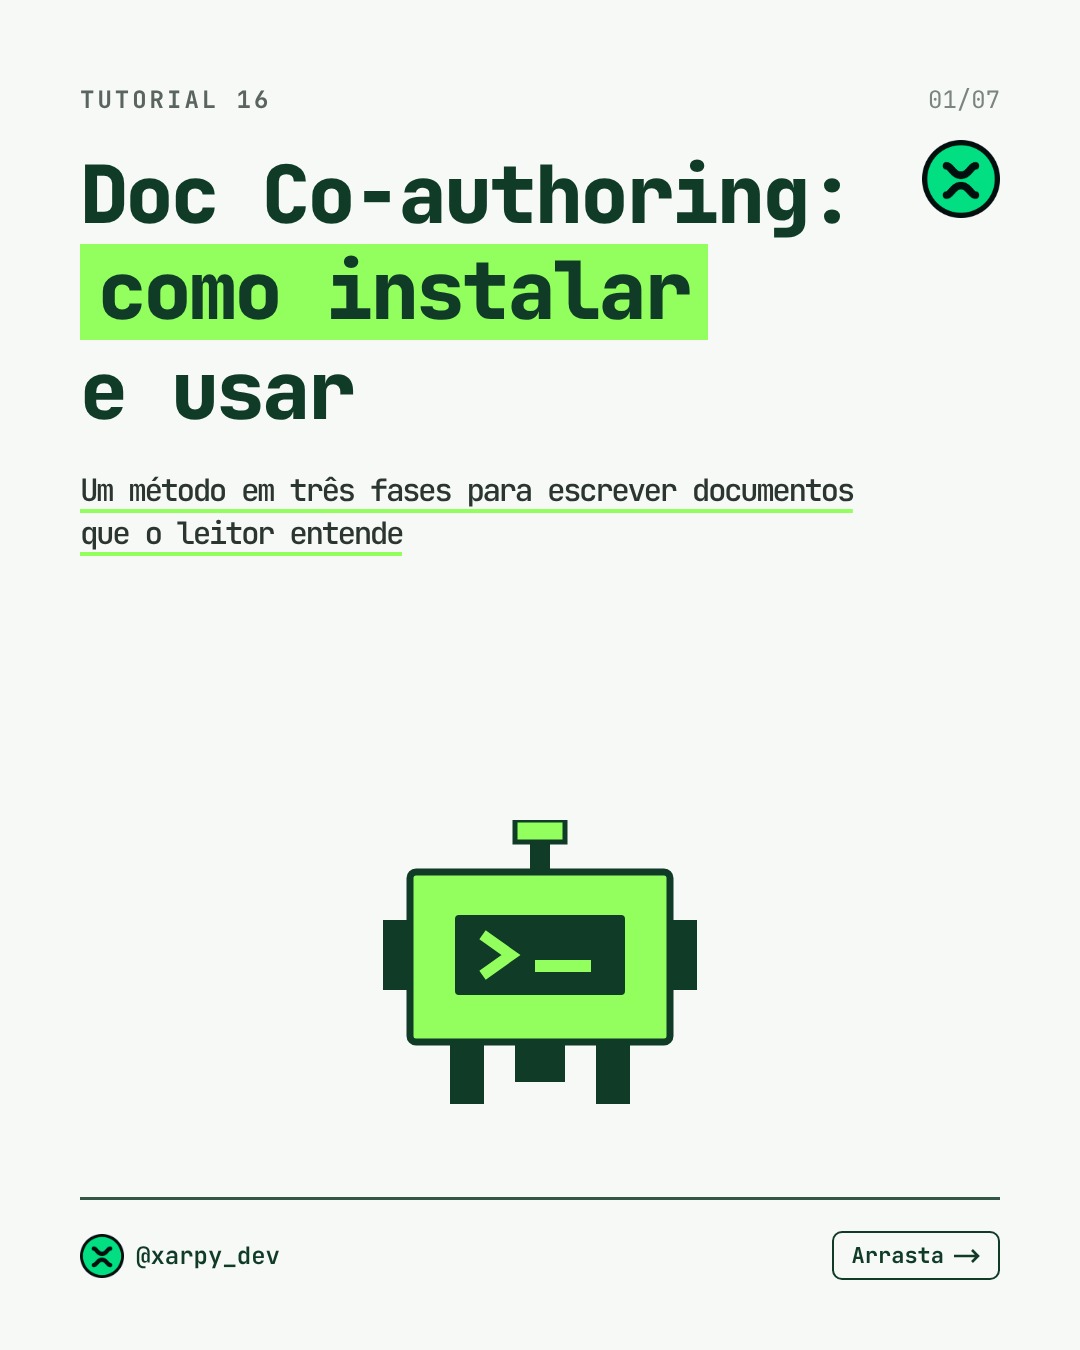 TUTORIAL 16
01/07
Doc Co-authoring:
como instalar
e usar
Um método em três fases para escrever documentos
que o leitor entende
>_
@xarpy_dev
Arrasta →